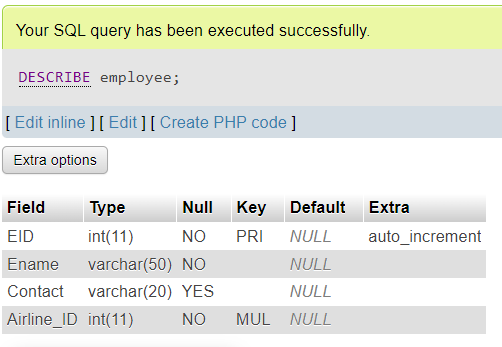 Your SQL query has been executed successfully.
DESCRIBE employee;
[ Edit inline ] [ Edit ] [ Create PHP code ]
Extra options
Field Type Null Key Default Extra
EID int(11) NO PRI NULL auto_increment
Ename varchar(50) NO NULL
Contact varchar(20) YES NULL
Airline_ID int(11) NO MUL NULL